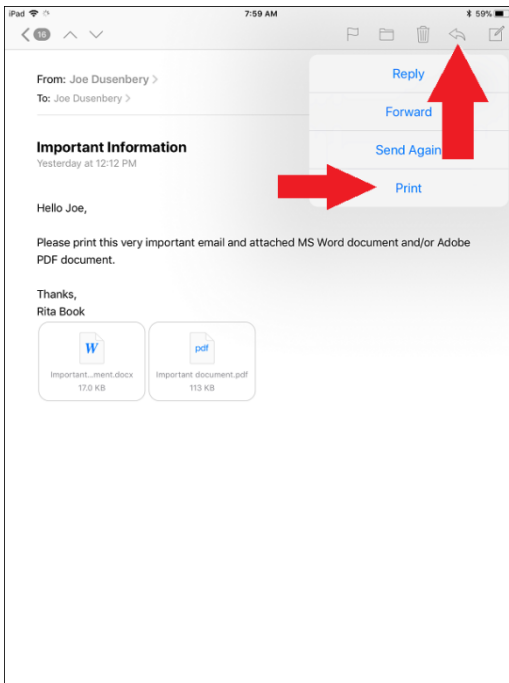 iPad 7:59 AM 59%
16
From: Joe Dusenbery >
To: Joe Dusenbery >
Reply
Forward
Send Again
Print
Important Information
Yesterday at 12:12 PM
Hello Joe,
Please print this very important email and attached MS Word document and/or Adobe
PDF document.
Thanks,
Rita Book
W pdf
Important...ment.docx Important document.pdf
17.0 KB 113 KB